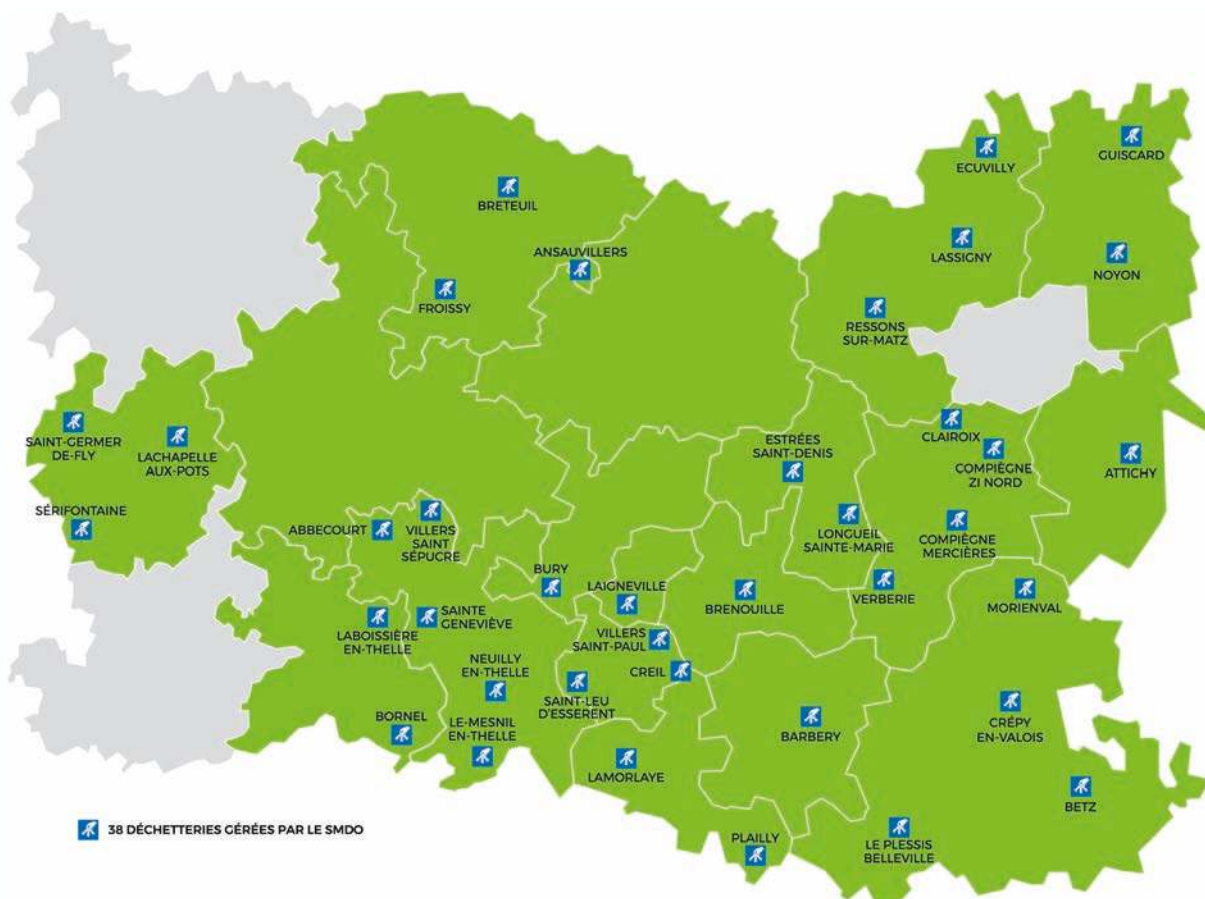 ECUVILLY
GUISCARD
BRETEUIL
LASSIGNY
ANSAUVILLERS
NOYON
FROISSY
RESSONS
SUR-MATZ
SAINT-GERMER
DE-FLY
LACHAPELLE
AUX-POTS
CLAIROIX
ESTRÉES
SAINT-DENIS
COMPIÈGNE
ZI NORD
ATTICHY
SÉRIFONTAINE
ABBECOURT
VILLERS
SAINT
SÉPUCRE
LONGUEIL
SAINTE-MARIE
COMPIÈGNE
MERCIÈRES
BURY
LAIGNEVILLE
BRENOUILLE
VERBERIE
MORIENVAL
LABOISSIÈRE
EN-THELLE
SAINTE
GENEVIÈVE
VILLERS
SAINT-PAUL
NEUILLY
EN-THELLE
CREIL
SAINT-LEU
D'ESSERENT
BORNEL
LE-MESNIL
EN-THELLE
BARBERY
CRÉPY
EN-VALOIS
LAMORLAYE
BETZ
38 DÉCHETTERIES GÉRÉES PAR LE SMDO
PLAILLY
LE PLESSIS
BELLEVILLE